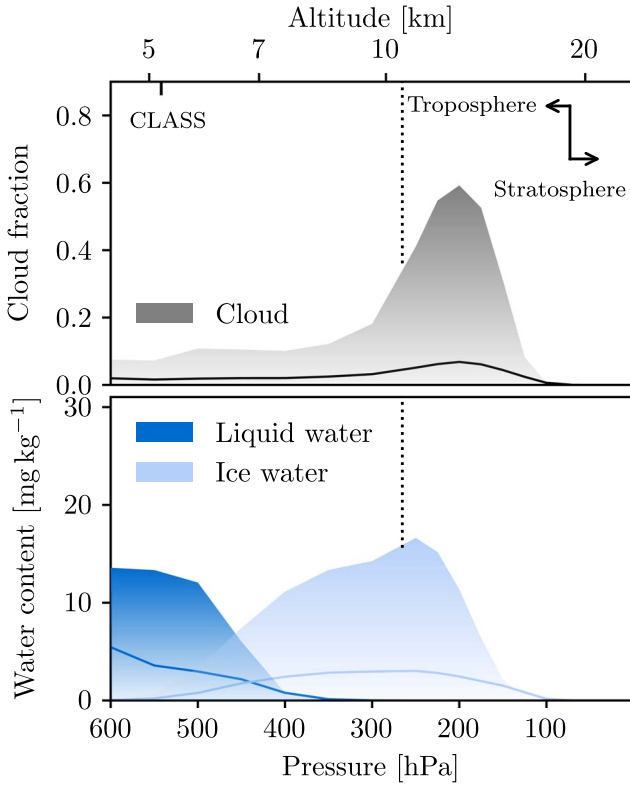 Altitude [km]
5 7 10 20
CLASS
Troposphere
Stratosphere
Cloud fraction
0.8
0.6
0.4
0.2
0.0
Cloud
Water content [mg kg⁻¹]
30
20
10
0
Liquid water
Ice water
600 500 400 300 200 100
Pressure [hPa]